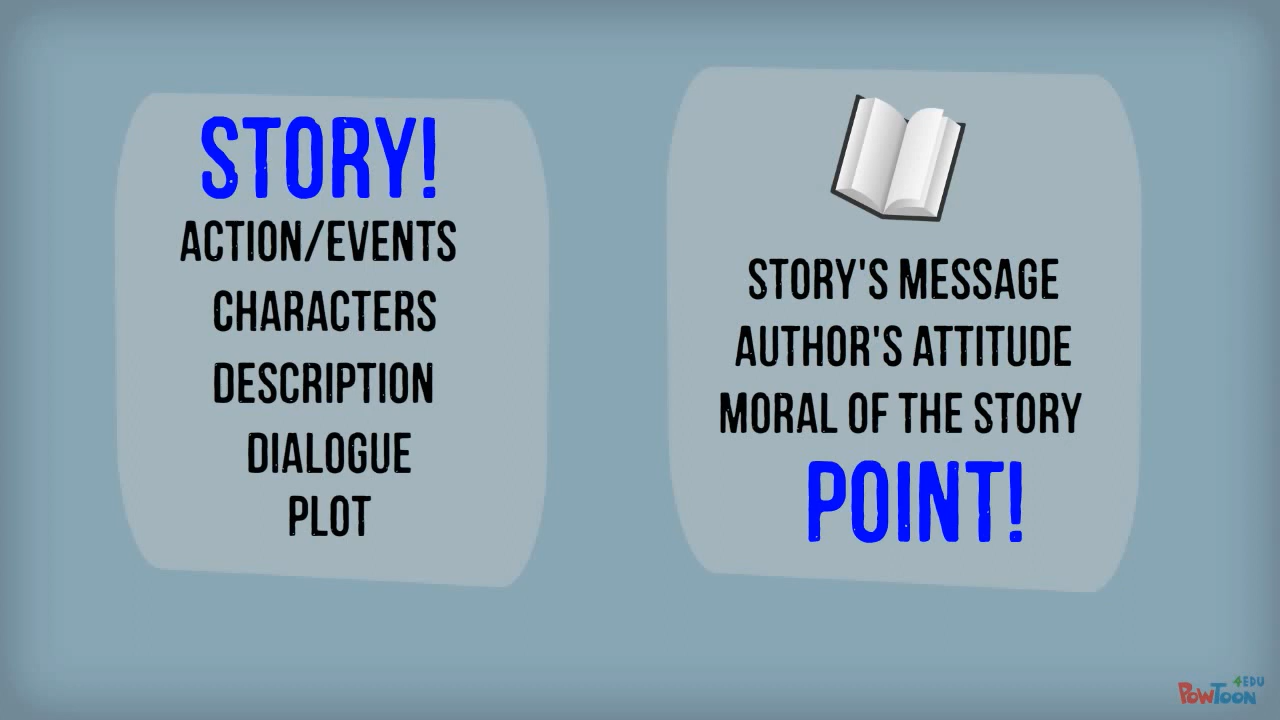 STORY!
ACTION/EVENTS
CHARACTERS
DESCRIPTION
DIALOGUE
PLOT
STORY'S MESSAGE
AUTHOR'S ATTITUDE
MORAL OF THE STORY
POINT!
4EDU
POWTOON